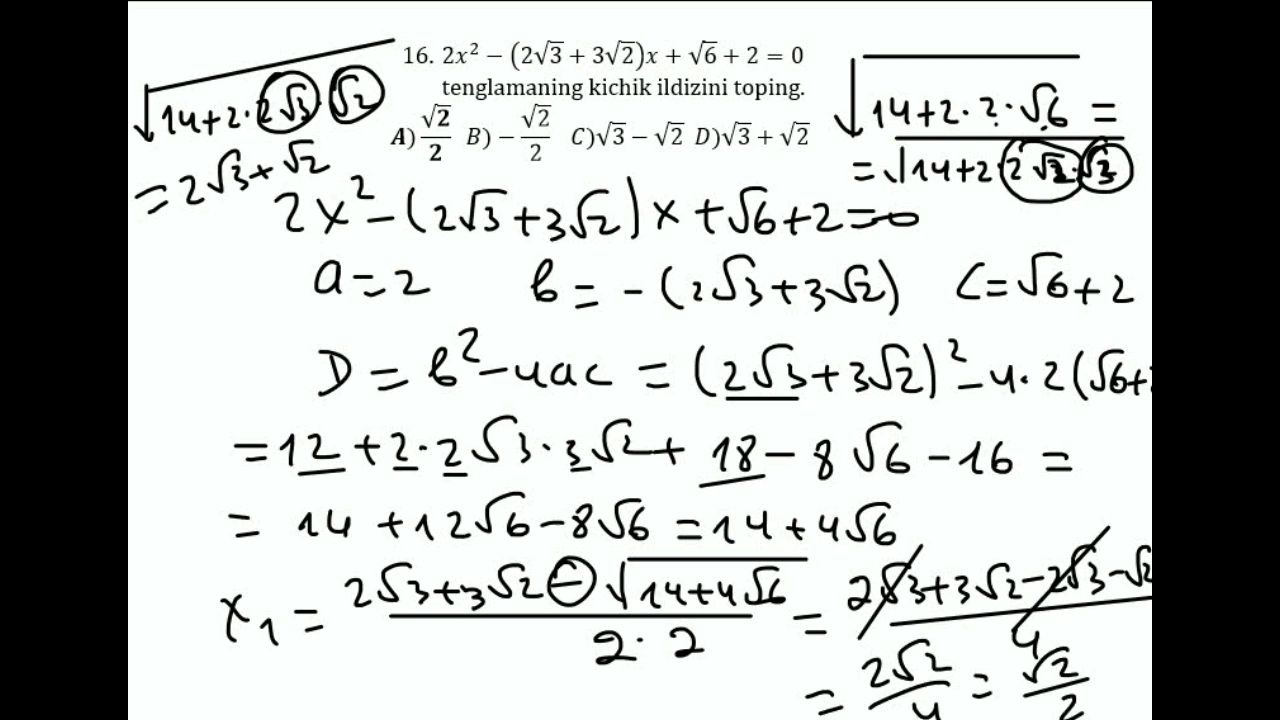 16. 2x² − (2√3 + 3√2)x + √6 + 2 = 0
tenglamaning kichik ildizini toping.
A) √2/2 B) − √2/2 C)√3 − √2 D)√3 + √2
√(14+2·2√3·√2)
= 2√3+√2
√(14+2·2·√6) =
= √(14+2·2√3·√2)
2x² − (2√3+3√2)x + √6+2=0
a=2 b = −(2√3+3√2) c=√6+2
D = b²−4ac = (2√3+3√2)²−4·2(√6+2
=12+2·2√3·3√2+18−8√6−16 =
= 14+12√6−8√6 =14+4√6
x₁ = (2√3+3√2 − √(14+4√6))/(2·2) = (2√3+3√2−2√3−√2)/4
= 2√2/4 = √2/2